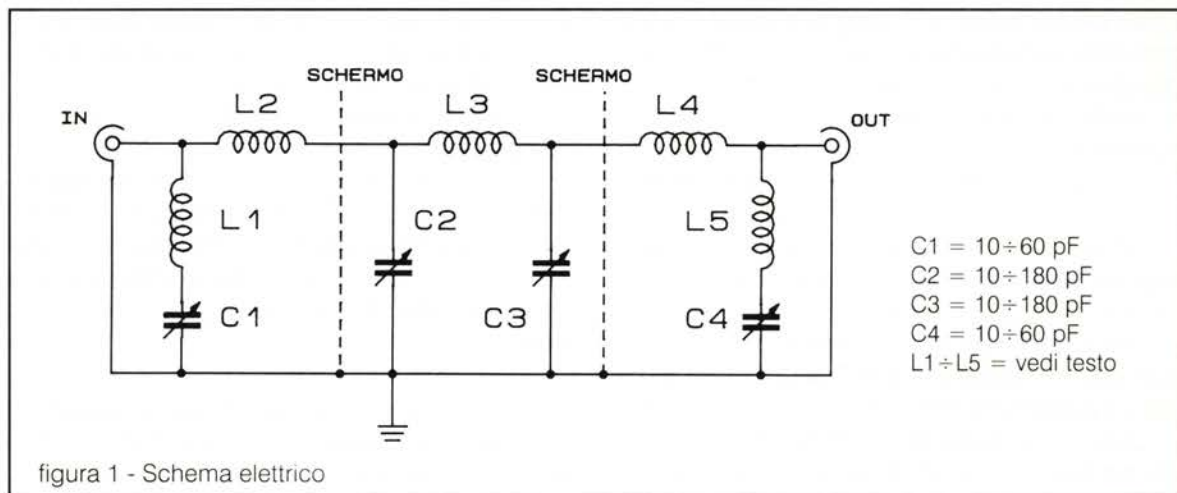 SCHERMO
SCHERMO
IN
L2
L3
L4
OUT
L1
C2
L5
C1
C3
C4
C1 = 10÷60 pF
C2 = 10÷180 pF
C3 = 10÷180 pF
C4 = 10÷60 pF
L1÷L5 = vedi testo
figura 1 - Schema elettrico